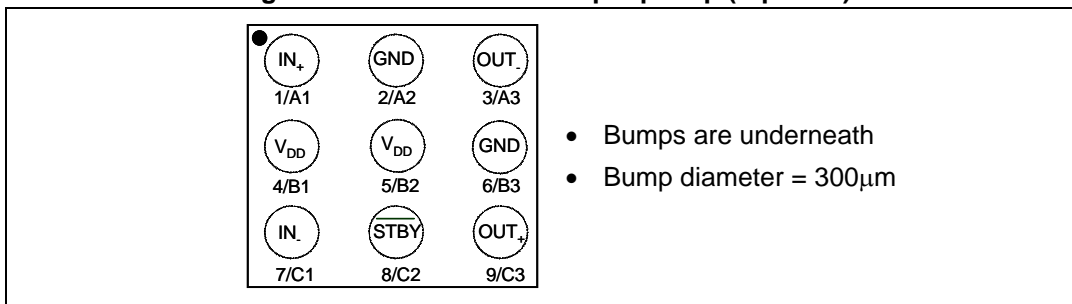 IN+ GND OUT-
1/A1 2/A2 3/A3
VDD VDD GND
4/B1 5/B2 6/B3
IN- STBY OUT+
7/C1 8/C2 9/C3
• Bumps are underneath
• Bump diameter = 300μm